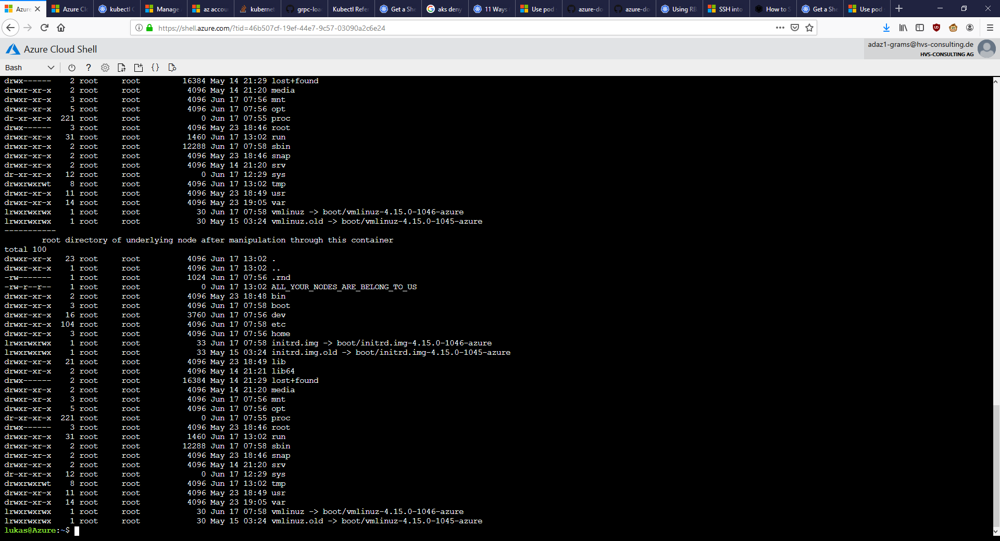 Azure
Azure Cl
kubectl C
Manage
az accou
kubernet
grpc-loa
Kubectl Refer
Get a She
aks deny
11 Ways
Use pod
azure-do
azure-do
Using RB
SSH into
How to S
Get a She
Use pod
https://shell.azure.com/?tid=46b507cf-19ef-44e7-9c57-03090a2c6e24
Azure Cloud Shell
adaz1-grams@hvs-consulting.de
HVS-CONSULTING AG
Bash
drwx------    2 root     root         16384 May 14 21:29 lost+found
drwxr-xr-x    2 root     root          4096 May 14 21:20 media
drwxr-xr-x    3 root     root          4096 Jun 17 07:56 mnt
drwxr-xr-x    5 root     root          4096 Jun 17 07:56 opt
dr-xr-xr-x  221 root     root             0 Jun 17 07:55 proc
drwx------    3 root     root          4096 May 23 18:46 root
drwxr-xr-x   31 root     root          1460 Jun 17 13:02 run
drwxr-xr-x    2 root     root         12288 Jun 17 07:58 sbin
drwxr-xr-x    2 root     root          4096 May 23 18:46 snap
drwxr-xr-x    2 root     root          4096 May 14 21:20 srv
dr-xr-xr-x   12 root     root             0 Jun 17 12:29 sys
drwxrwxrwt    8 root     root          4096 Jun 17 13:02 tmp
drwxr-xr-x   11 root     root          4096 May 23 18:49 usr
drwxr-xr-x   14 root     root          4096 May 23 19:05 var
lrwxrwxrwx    1 root     root            30 Jun 17 07:58 vmlinuz -> boot/vmlinuz-4.15.0-1046-azure
lrwxrwxrwx    1 root     root            30 May 15 03:24 vmlinuz.old -> boot/vmlinuz-4.15.0-1045-azure
-----------
        root directory of underlying node after manipulation through this container
total 100
drwxr-xr-x   23 root     root          4096 Jun 17 13:02 .
drwxr-xr-x    1 root     root          4096 Jun 17 13:02 ..
-rw-------    1 root     root          1024 Jun 17 07:56 .rnd
-rw-r--r--    1 root     root             0 Jun 17 13:02 ALL_YOUR_NODES_ARE_BELONG_TO_US
drwxr-xr-x    2 root     root          4096 May 23 18:48 bin
drwxr-xr-x    3 root     root          4096 Jun 17 07:58 boot
drwxr-xr-x   16 root     root          3760 Jun 17 07:56 dev
drwxr-xr-x  104 root     root          4096 Jun 17 07:58 etc
drwxr-xr-x    3 root     root          4096 Jun 17 07:56 home
lrwxrwxrwx    1 root     root            33 Jun 17 07:58 initrd.img -> boot/initrd.img-4.15.0-1046-azure
lrwxrwxrwx    1 root     root            33 May 15 03:24 initrd.img.old -> boot/initrd.img-4.15.0-1045-azure
drwxr-xr-x   21 root     root          4096 May 23 18:49 lib
drwxr-xr-x    2 root     root          4096 May 14 21:21 lib64
drwx------    2 root     root         16384 May 14 21:29 lost+found
drwxr-xr-x    2 root     root          4096 May 14 21:20 media
drwxr-xr-x    3 root     root          4096 Jun 17 07:56 mnt
drwxr-xr-x    5 root     root          4096 Jun 17 07:56 opt
dr-xr-xr-x  221 root     root             0 Jun 17 07:55 proc
drwx------    3 root     root          4096 May 23 18:46 root
drwxr-xr-x   31 root     root          1460 Jun 17 13:02 run
drwxr-xr-x    2 root     root         12288 Jun 17 07:58 sbin
drwxr-xr-x    2 root     root          4096 May 23 18:46 snap
drwxr-xr-x    2 root     root          4096 May 14 21:20 srv
dr-xr-xr-x   12 root     root             0 Jun 17 12:29 sys
drwxrwxrwt    8 root     root          4096 Jun 17 13:02 tmp
drwxr-xr-x   11 root     root          4096 May 23 18:49 usr
drwxr-xr-x   14 root     root          4096 May 23 19:05 var
lrwxrwxrwx    1 root     root            30 Jun 17 07:58 vmlinuz -> boot/vmlinuz-4.15.0-1046-azure
lrwxrwxrwx    1 root     root            30 May 15 03:24 vmlinuz.old -> boot/vmlinuz-4.15.0-1045-azure
lukas@Azure:~$